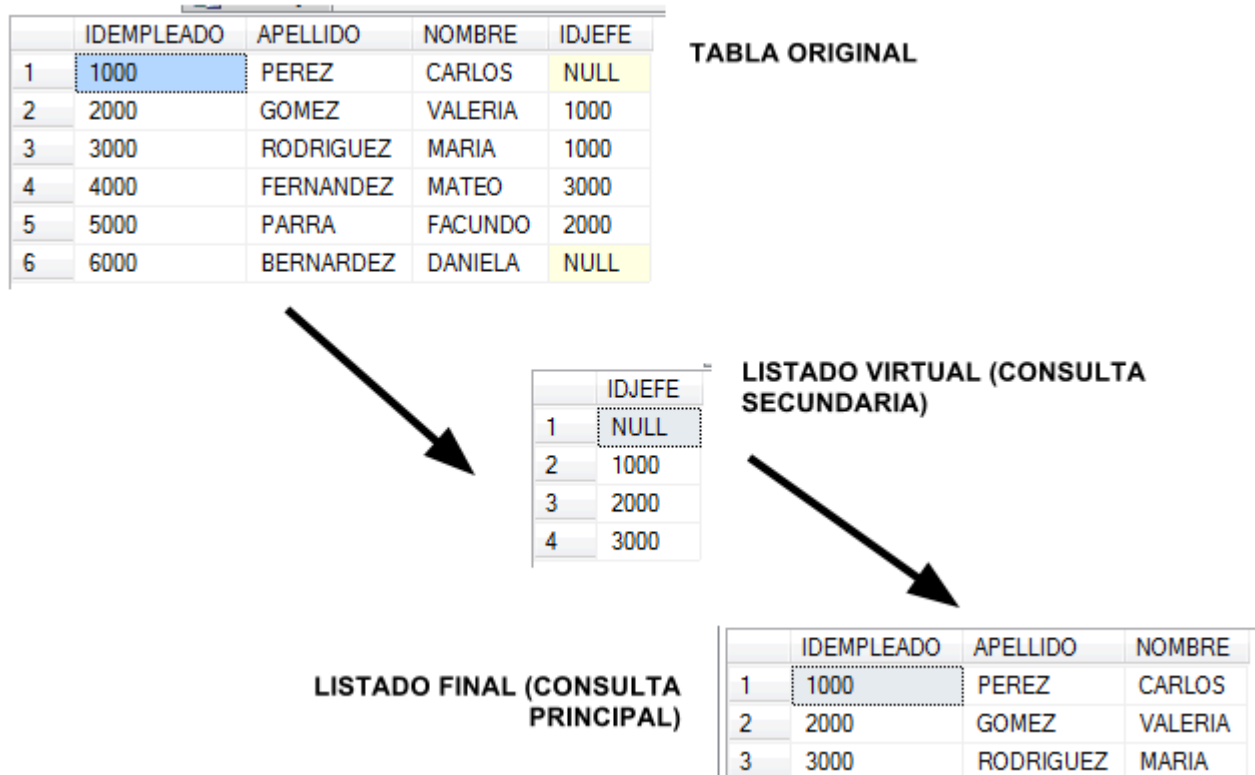 IDEMPLEADO APELLIDO NOMBRE IDJEFE
1 1000 PEREZ CARLOS NULL
2 2000 GOMEZ VALERIA 1000
3 3000 RODRIGUEZ MARIA 1000
4 4000 FERNANDEZ MATEO 3000
5 5000 PARRA FACUNDO 2000
6 6000 BERNARDEZ DANIELA NULL
TABLA ORIGINAL
LISTADO VIRTUAL (CONSULTA
SECUNDARIA)
IDJEFE
1 NULL
2 1000
3 2000
4 3000
LISTADO FINAL (CONSULTA
PRINCIPAL)
IDEMPLEADO APELLIDO NOMBRE
1 1000 PEREZ CARLOS
2 2000 GOMEZ VALERIA
3 3000 RODRIGUEZ MARIA